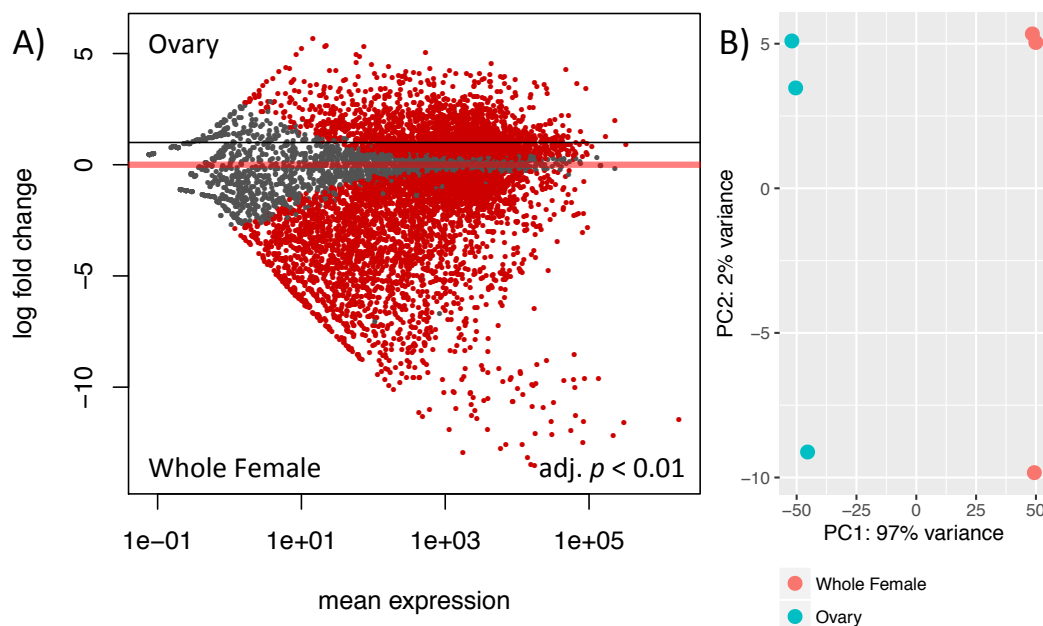 A)
Ovary
Whole Female
adj. p < 0.01
log fold change
5
0
−5
−10
1e−01
1e+01
1e+03
1e+05
mean expression
B)
PC2: 2% variance
5
0
−5
−10
−50
−25
0
25
50
PC1: 97% variance
Whole Female
Ovary